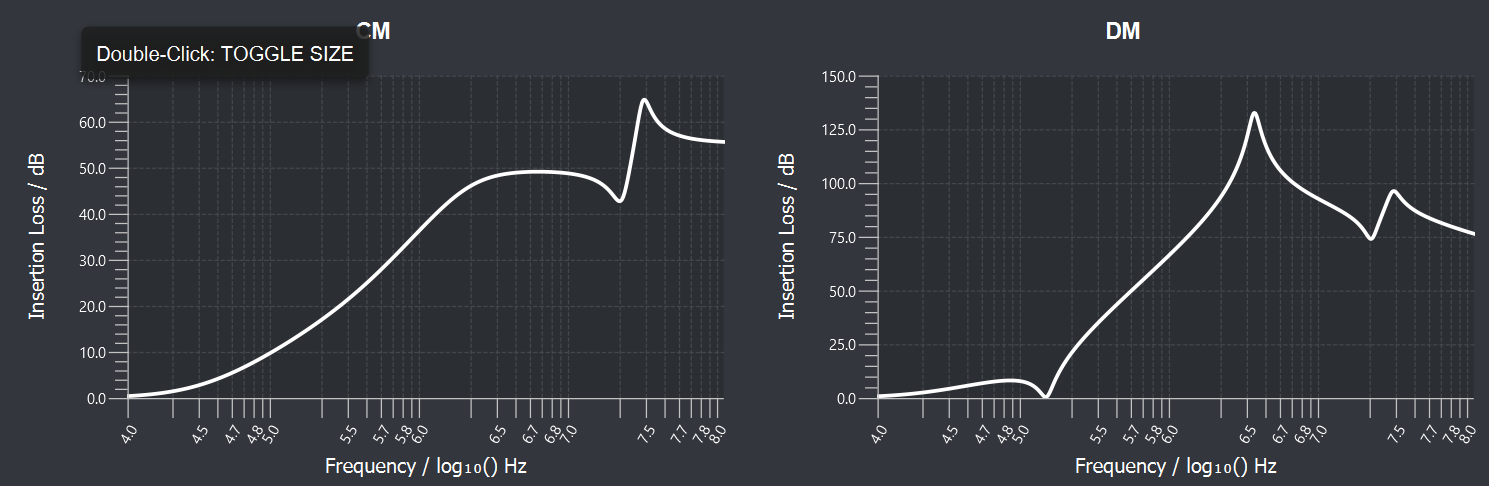 CM
Double-Click: TOGGLE SIZE
70.0
60.0
50.0
40.0
30.0
20.0
10.0
0.0
Insertion Loss / dB
4.0 4.5 4.7 4.8 5.0 5.5 5.7 5.8 6.0 6.5 6.7 6.8 7.0 7.5 7.7 7.8 8.0
Frequency / log₁₀() Hz
DM
150.0
125.0
100.0
75.0
50.0
25.0
0.0
Insertion Loss / dB
4.0 4.5 4.7 4.8 5.0 5.5 5.7 5.8 6.0 6.5 6.7 6.8 7.0 7.5 7.7 7.8 8.0
Frequency / log₁₀() Hz